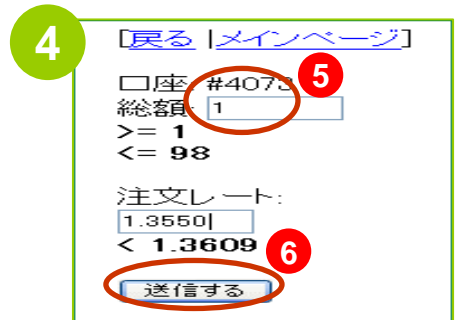 4
[戻る |メインページ]
口座: #4073
5
総額: 1
>= 1
<= 98
注文レート:
1.3550
< 1.3609
6
送信する